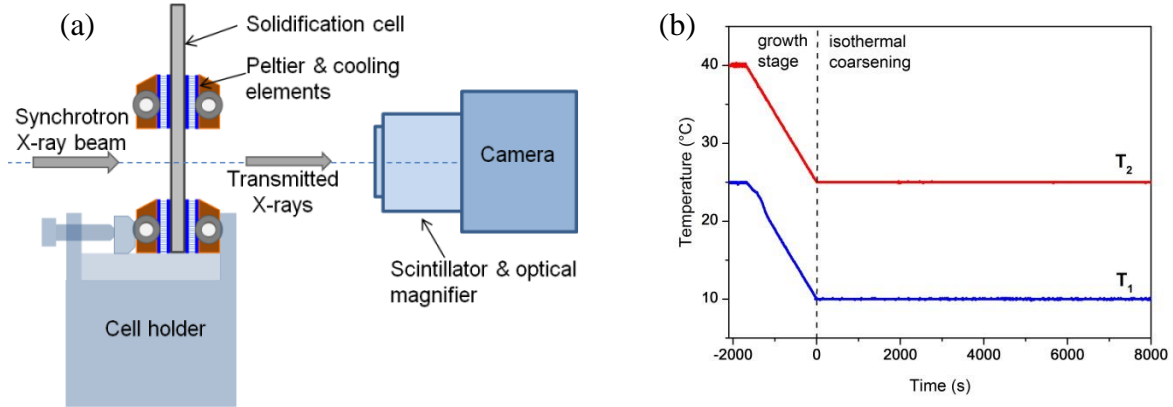 (a)
Solidification cell
Peltier & cooling
elements
Synchrotron
X-ray beam
Camera
Transmitted
X-rays
Scintillator & optical
magnifier
Cell holder
(b)
growth
stage
isothermal
coarsening
40
30
20
10
Temperature (°C)
T2
T1
-2000
0
2000
4000
6000
8000
Time (s)